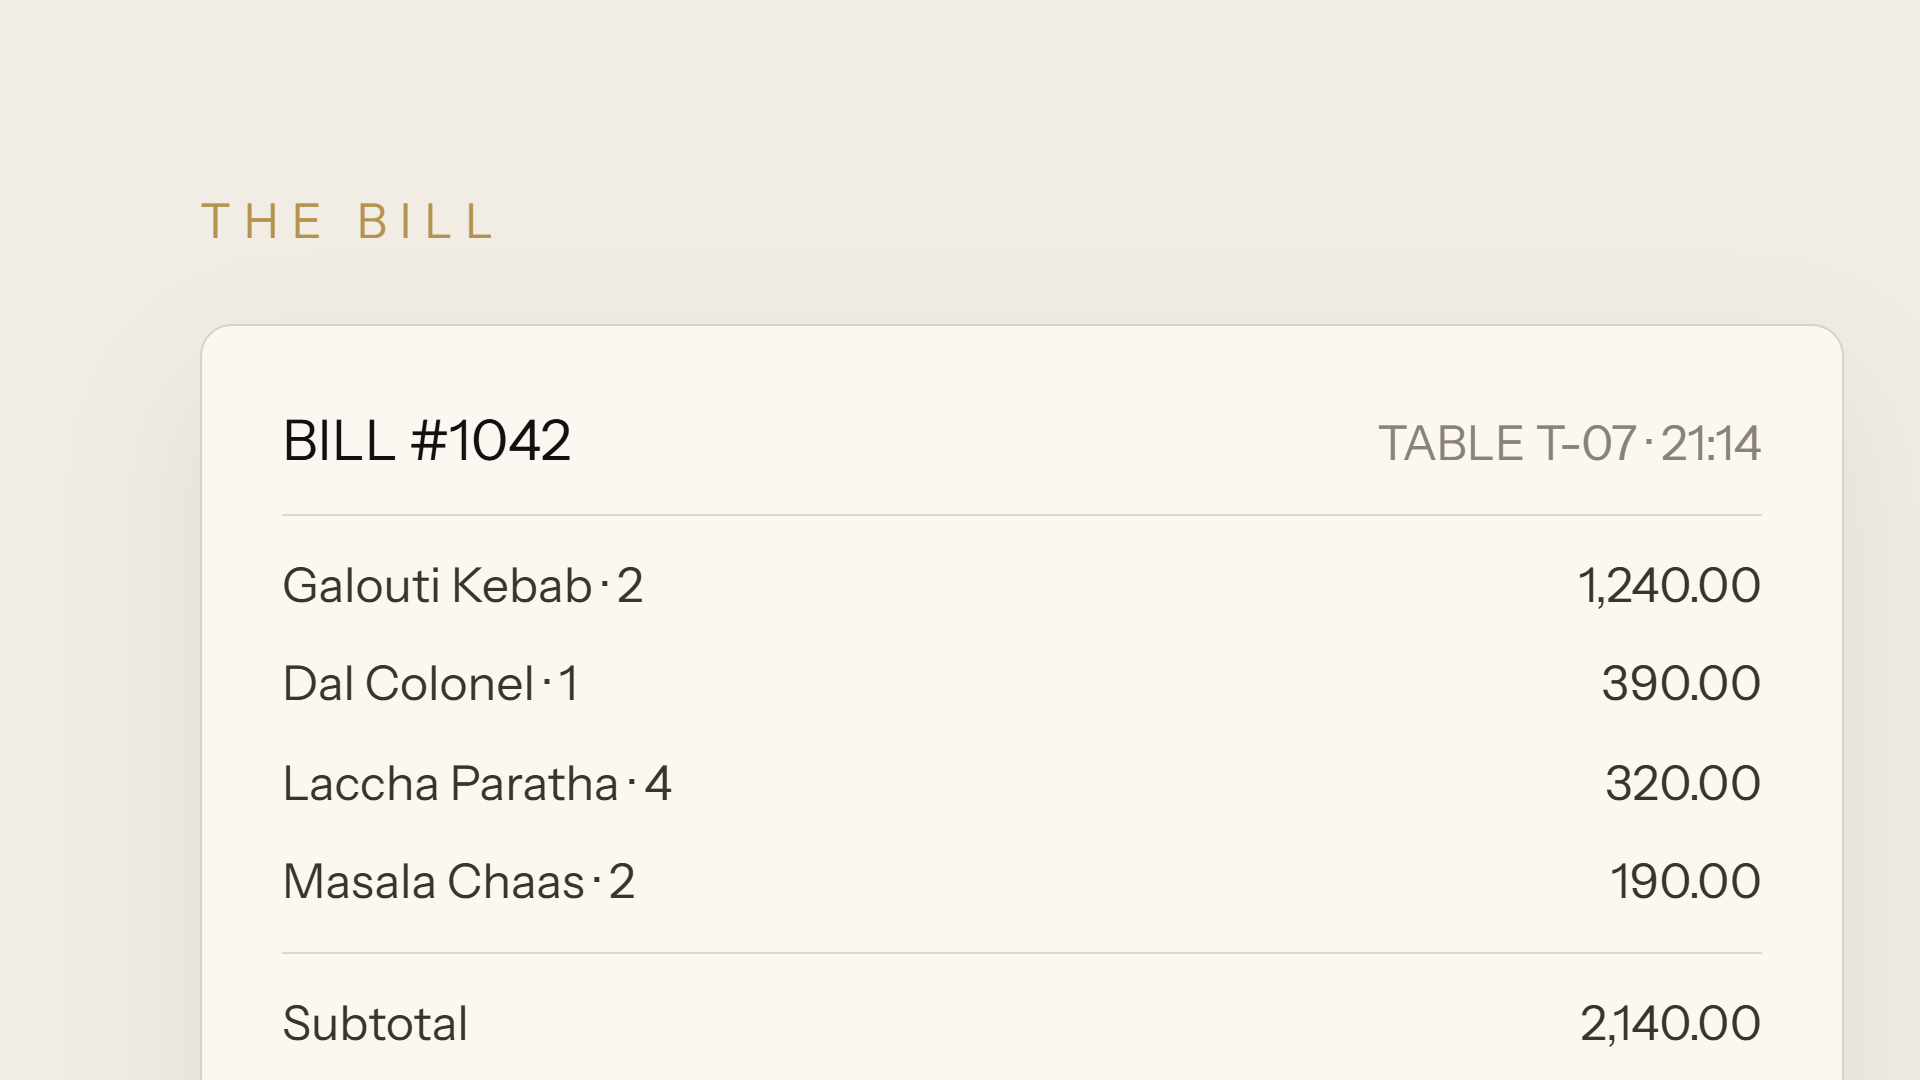 THE BILL
BILL #1042 TABLE T-07 · 21:14
Galouti Kebab · 2 1,240.00
Dal Colonel · 1 390.00
Laccha Paratha · 4 320.00
Masala Chaas · 2 190.00
Subtotal 2,140.00